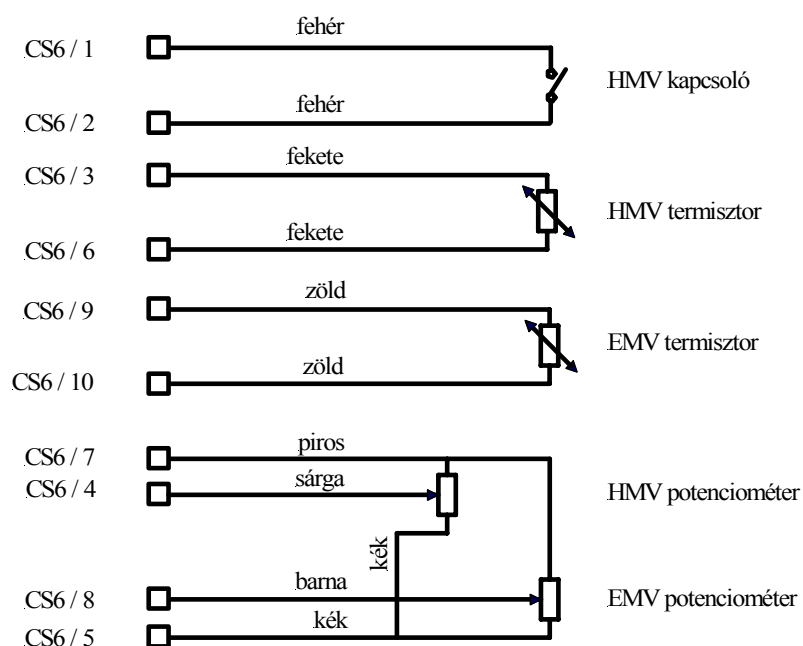 fehér
CS6 / 1
HMV kapcsoló
fehér
CS6 / 2
fekete
CS6 / 3
HMV termisztor
fekete
CS6 / 6
zöld
CS6 / 9
EMV termisztor
zöld
CS6 / 10
piros
CS6 / 7
sárga
CS6 / 4
HMV potenciométer
kék
barna
CS6 / 8
EMV potenciométer
kék
CS6 / 5